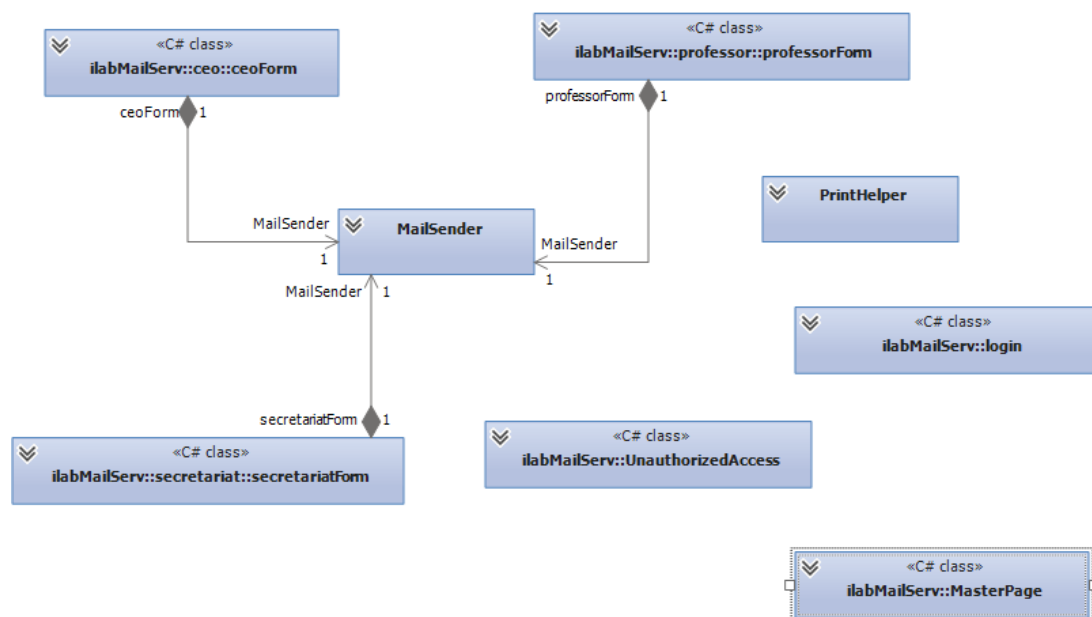 «C# class»
ilabMailServ::ceo::ceoForm
«C# class»
ilabMailServ::professor::professorForm
ceoForm 1
professorForm 1
PrintHelper
MailSender
MailSender
MailSender
1
1
MailSender 1
«C# class»
ilabMailServ::login
secretariatForm 1
«C# class»
ilabMailServ::secretariat::secretariatForm
«C# class»
ilabMailServ::UnauthorizedAccess
«C# class»
ilabMailServ::MasterPage